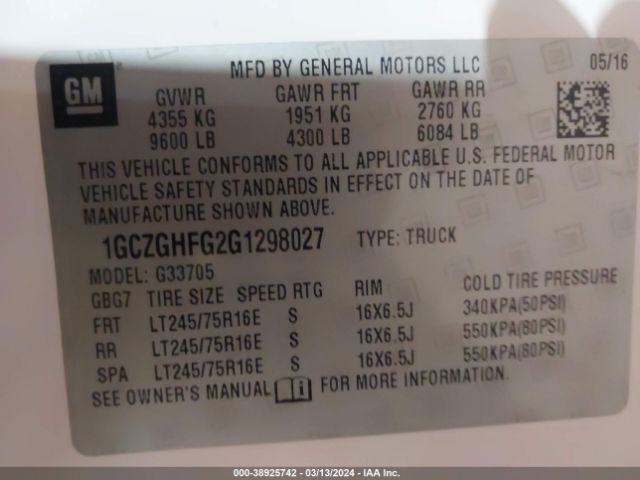 GM
MFD BY GENERAL MOTORS LLC 05/16
GVWR GAWR FRT GAWR RR
4355 KG 1951 KG 2760 KG
9600 LB 4300 LB 6084 LB
THIS VEHICLE CONFORMS TO ALL APPLICABLE U.S. FEDERAL MOTOR
VEHICLE SAFETY STANDARDS IN EFFECT ON THE DATE OF
MANUFACTURE SHOWN ABOVE.
1GCZGHFG2G1298027 TYPE: TRUCK
MODEL: G33705
GBG7 TIRE SIZE SPEED RTG RIM COLD TIRE PRESSURE
FRT LT245/75R16E S 16X6.5J 340KPA(50PSI)
RR LT245/75R16E S 16X6.5J 550KPA(80PSI)
SPA LT245/75R16E S 16X6.5J 550KPA(80PSI)
SEE OWNER'S MANUAL FOR MORE INFORMATION.
000-38925742 - 03/13/2024 - IAA Inc.